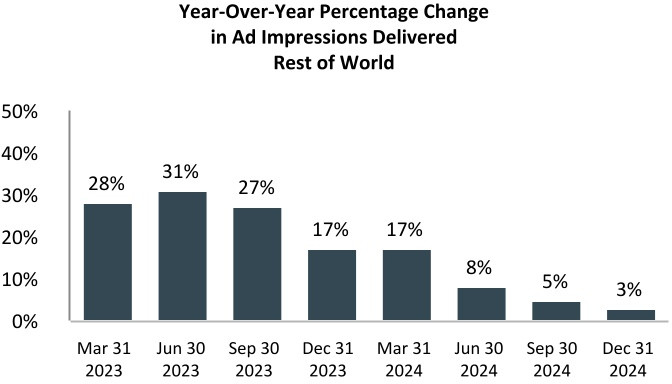 Year-Over-Year Percentage Change
in Ad Impressions Delivered
Rest of World
50%
40%
30%
20%
10%
0%
28%
31%
27%
17%
17%
8%
5%
3%
Mar 31
2023
Jun 30
2023
Sep 30
2023
Dec 31
2023
Mar 31
2024
Jun 30
2024
Sep 30
2024
Dec 31
2024